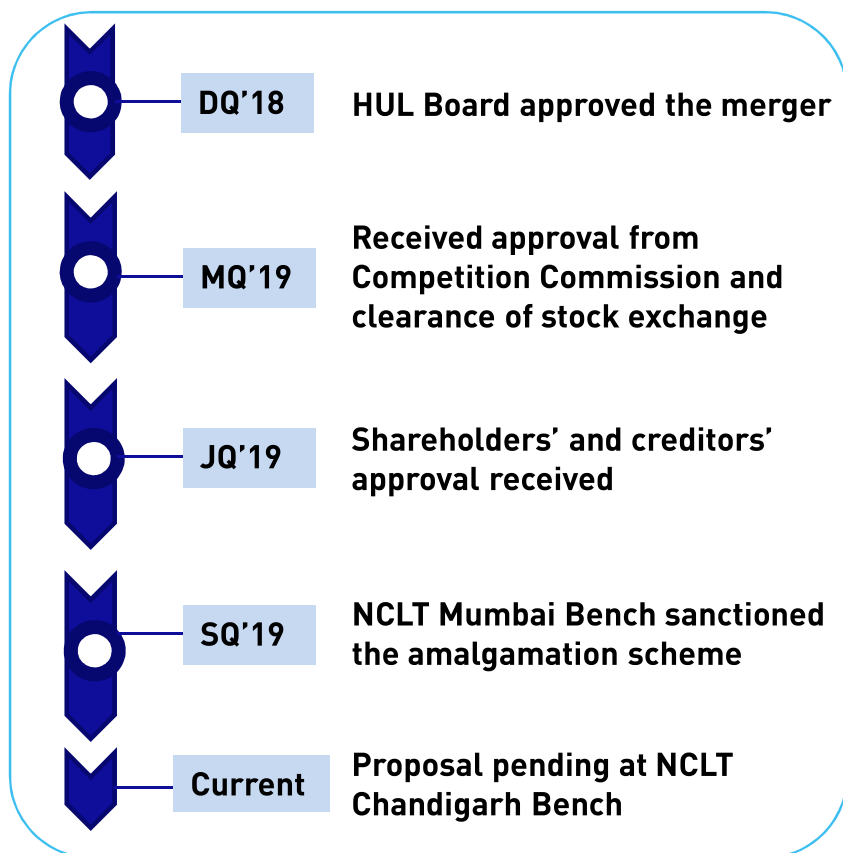 DQ’18
HUL Board approved the merger
MQ’19
Received approval from
Competition Commission and
clearance of stock exchange
JQ’19
Shareholders’ and creditors’
approval received
SQ’19
NCLT Mumbai Bench sanctioned
the amalgamation scheme
Current
Proposal pending at NCLT
Chandigarh Bench